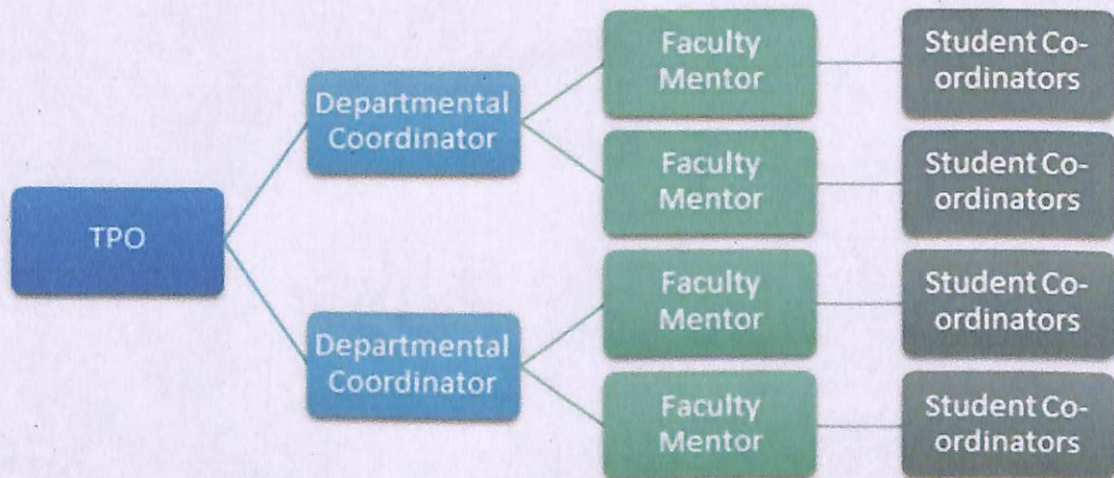 TPO
Departmental
Coordinator
Departmental
Coordinator
Faculty
Mentor
Faculty
Mentor
Faculty
Mentor
Faculty
Mentor
Student Co-
ordinators
Student Co-
ordinators
Student Co-
ordinators
Student Co-
ordinators